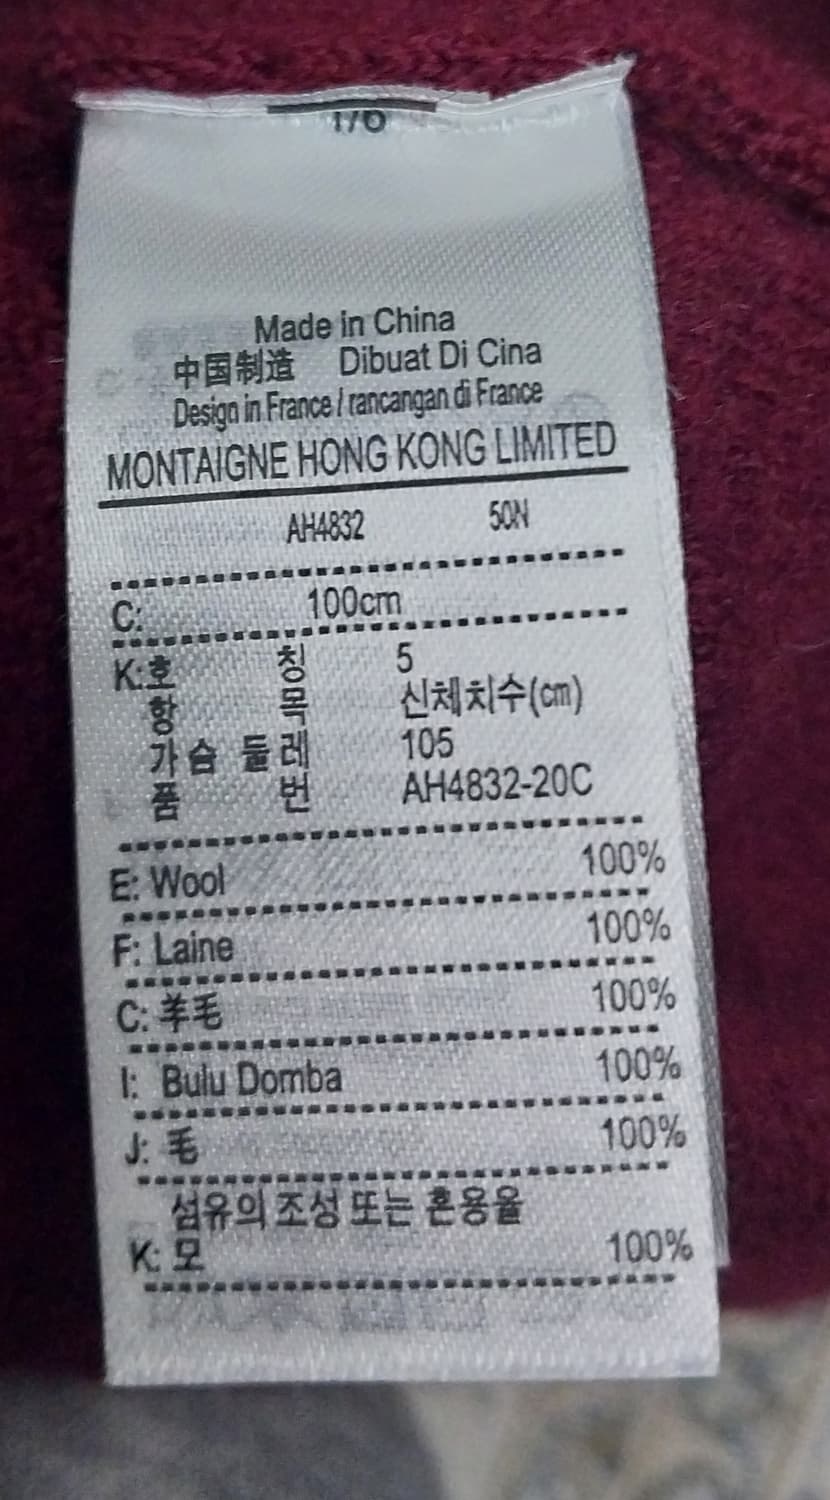 1/6
Made in China
中国制造 Dibuat Di Cina
Design in France / rancangan di France
MONTAIGNE HONG KONG LIMITED
AH4832 50N
C: 100cm
K:호 칭 5
항 목 신체치수(cm)
가슴 둘레 105
품 번 AH4832-20C
E: Wool 100%
F: Laine 100%
C: 羊毛 100%
I: Bulu Domba 100%
J: 毛 100%
섬유의 조성 또는 혼용율
K: 모 100%